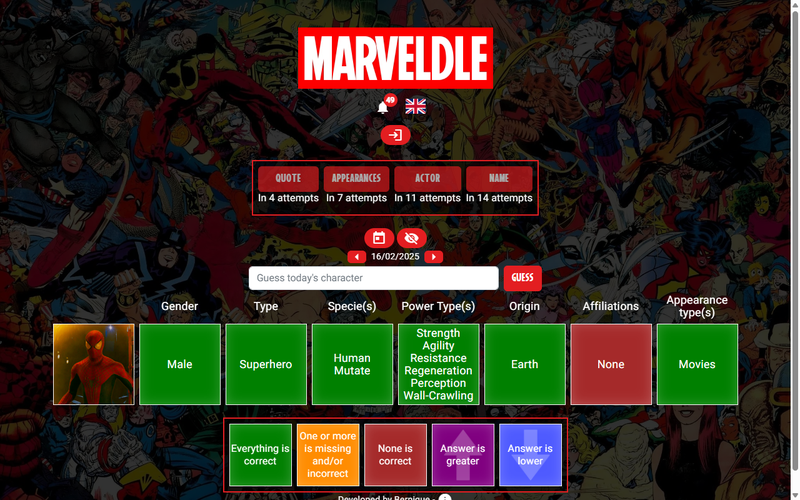 MARVELDLE
49
QUOTE APPEARANCES ACTOR NAME
In 4 attempts In 7 attempts In 11 attempts In 14 attempts
16/02/2025
Guess today's character GUESS
Gender Type Specie(s) Power Type(s) Origin Affiliations Appearance type(s)
Male
Superhero
Human
Mutate
Strength
Agility
Resistance
Regeneration
Perception
Wall-Crawling
Earth
None
Movies
Everything is
correct
One or more
is missing
and/or
incorrect
None is
correct
Answer is
greater
Answer is
lower
Developed by Bernique -